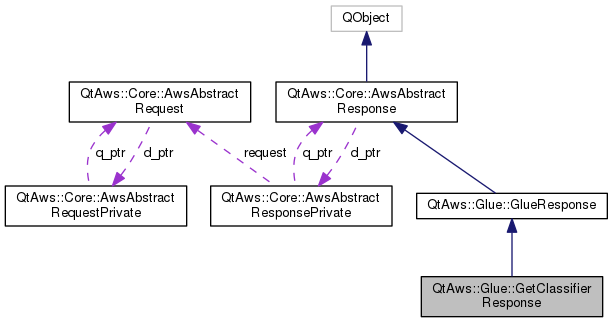 QObject
QtAws::Core::AwsAbstract
Request
QtAws::Core::AwsAbstract
Response
q_ptr
d_ptr
request
q_ptr
d_ptr
QtAws::Core::AwsAbstract
RequestPrivate
QtAws::Core::AwsAbstract
ResponsePrivate
QtAws::Glue::GlueResponse
QtAws::Glue::GetClassifier
Response